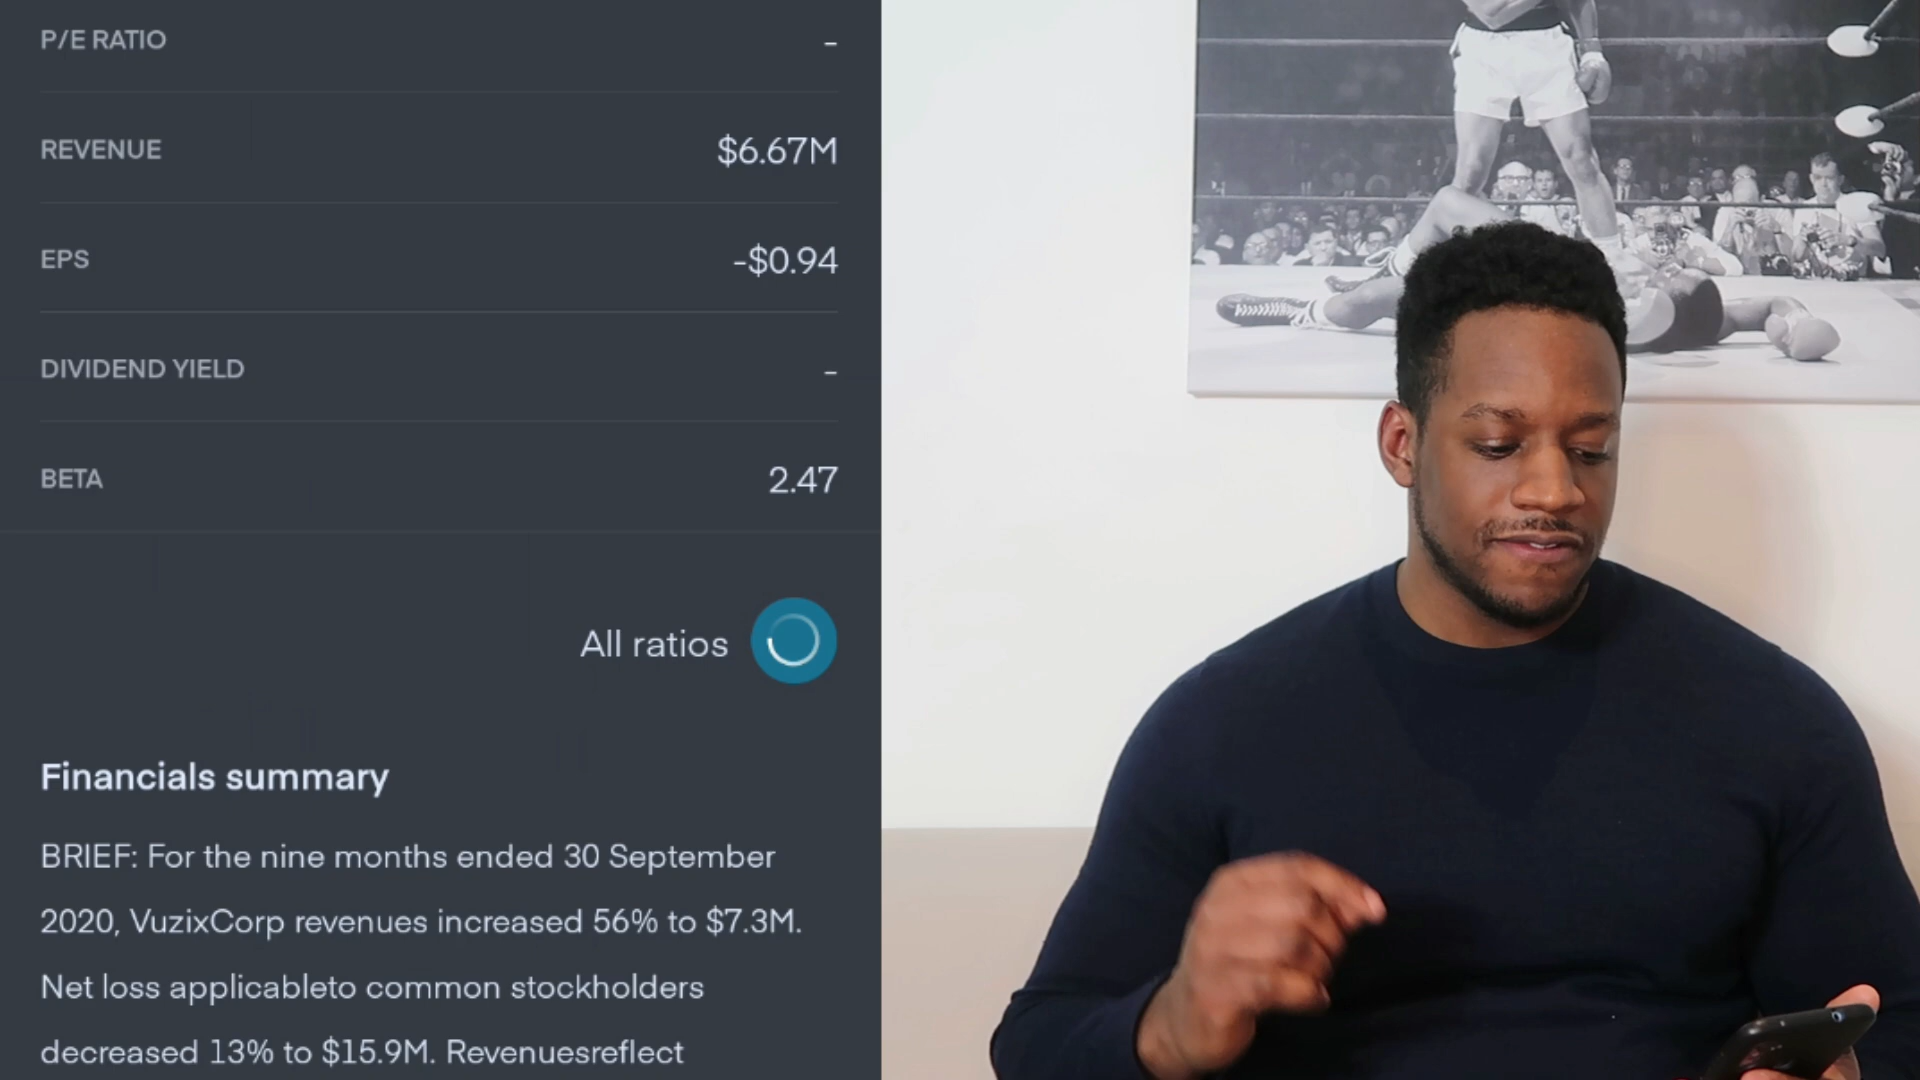 P/E RATIO -
REVENUE $6.67M
EPS -$0.94
DIVIDEND YIELD -
BETA 2.47
All ratios
Financials summary
BRIEF: For the nine months ended 30 September
2020, VuzixCorp revenues increased 56% to $7.3M.
Net loss applicableto common stockholders
decreased 13% to $15.9M. Revenuesreflect